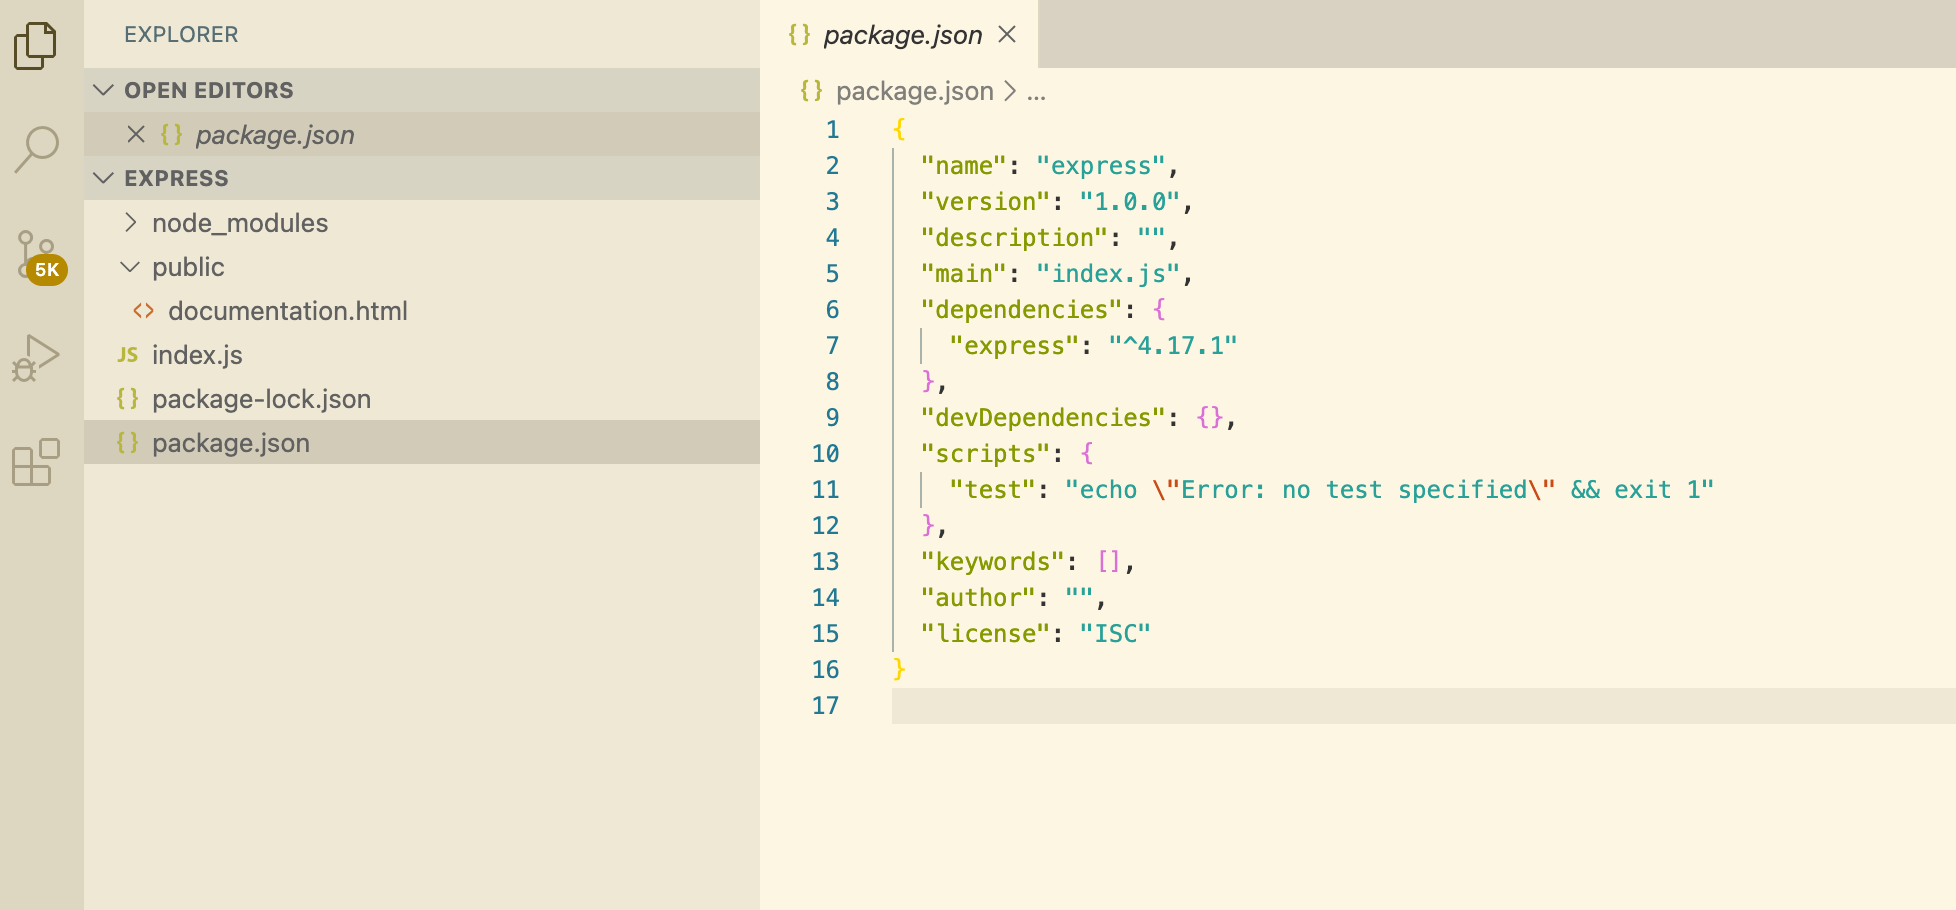 EXPLORER
OPEN EDITORS
{} package.json
EXPRESS
node_modules
public
<> documentation.html
JS index.js
{} package-lock.json
{} package.json
5K
{} package.json
{} package.json > ...
1 {
2 "name": "express",
3 "version": "1.0.0",
4 "description": "",
5 "main": "index.js",
6 "dependencies": {
7 "express": "^4.17.1"
8 },
9 "devDependencies": {},
10 "scripts": {
11 "test": "echo \"Error: no test specified\" && exit 1"
12 },
13 "keywords": [],
14 "author": "",
15 "license": "ISC"
16 }
17